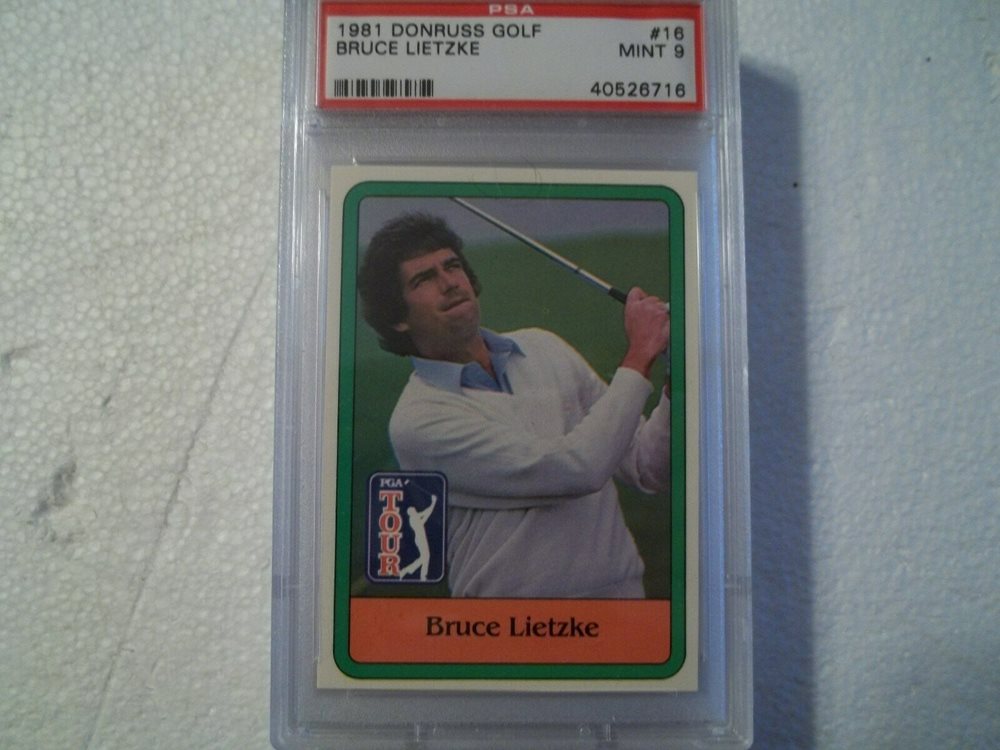 PSA
1981 DONRUSS GOLF #16
BRUCE LIETZKE MINT 9
40526716
PGA
TOUR
Bruce Lietzke